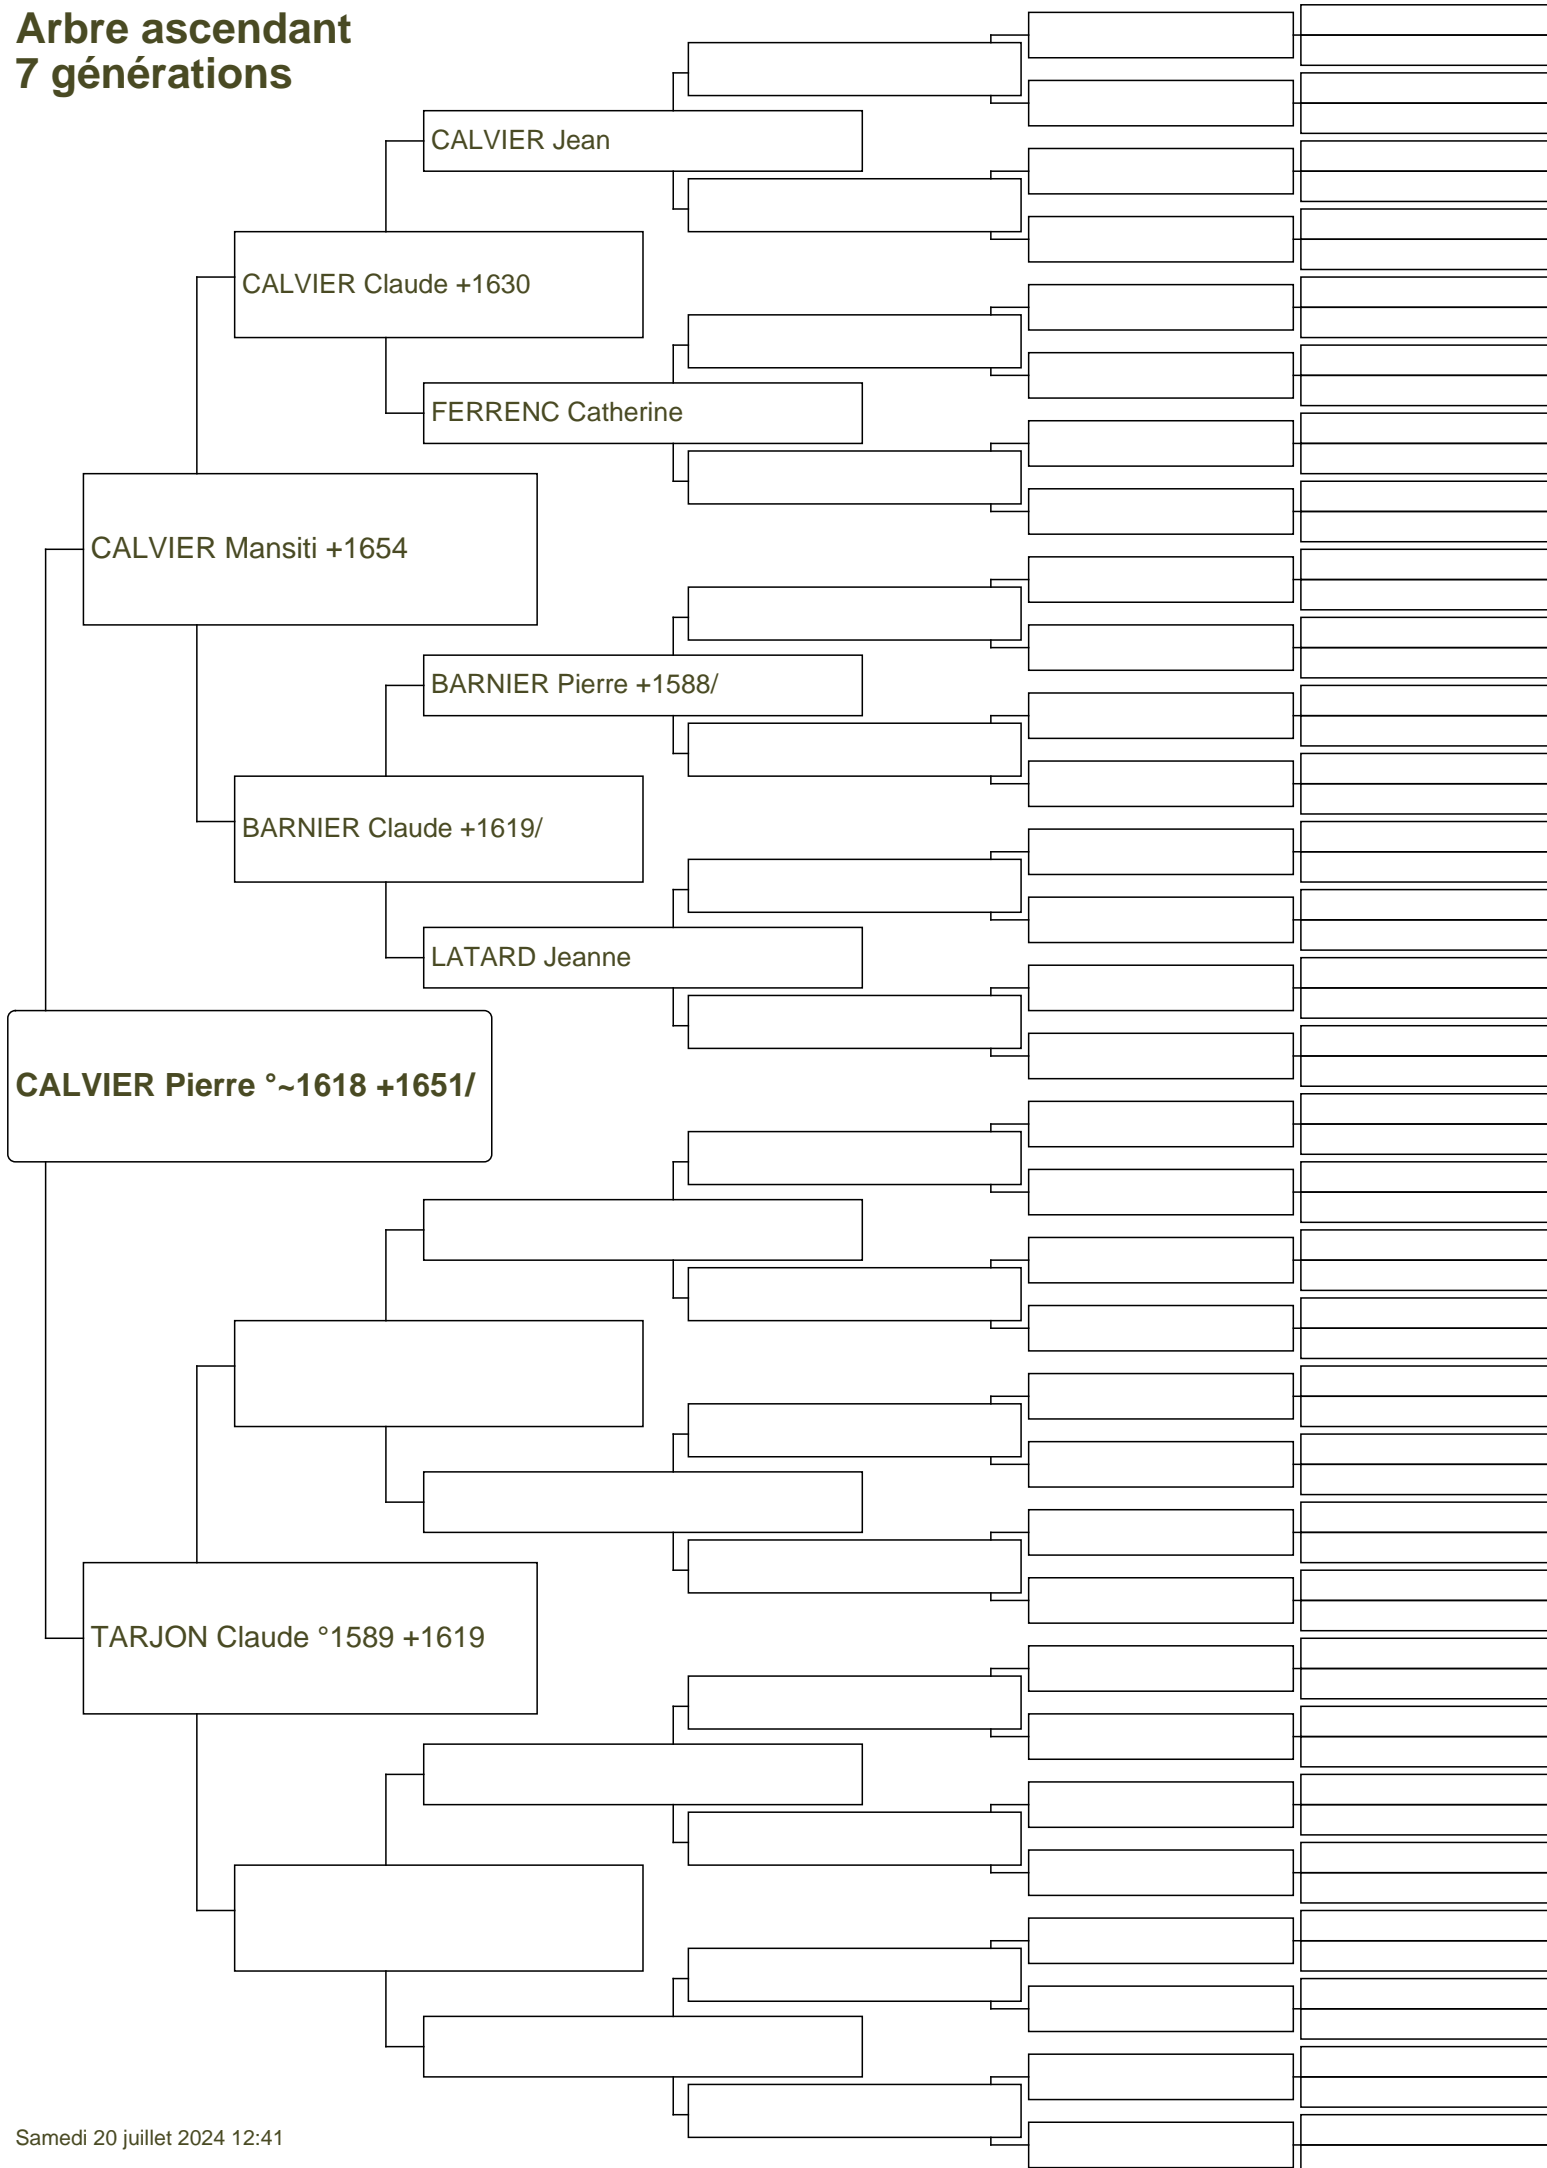 Arbre ascendant
7 générations
CALVIER Jean
CALVIER Claude +1630
FERRENC Catherine
CALVIER Mansiti +1654
BARNIER Pierre +1588/
BARNIER Claude +1619/
LATARD Jeanne
CALVIER Pierre °~1618 +1651/
TARJON Claude °1589 +1619
Samedi 20 juillet 2024 12:41